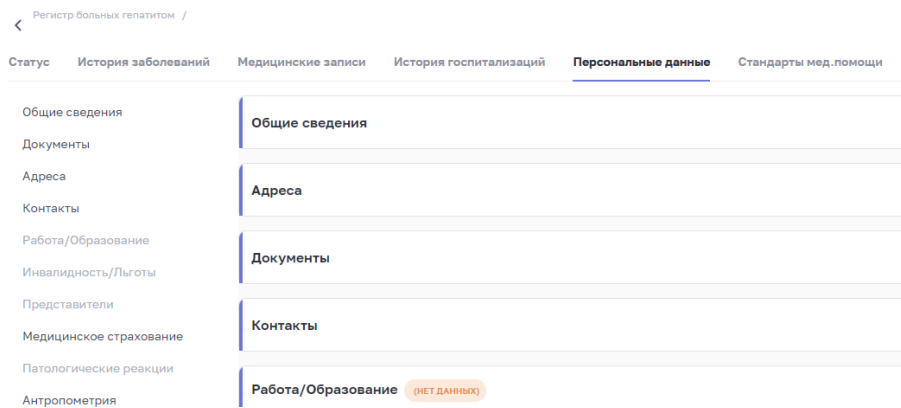 Регистр больных гепатитом /
Статус История заболеваний Медицинские записи История госпитализаций Персональные данные Стандарты мед.помощи
Общие сведения
Документы
Адреса
Контакты
Работа/Образование
Инвалидность/Льготы
Представители
Медицинское страхование
Патологические реакции
Антропометрия
Общие сведения
Адреса
Документы
Контакты
Работа/Образование (НЕТ ДАННЫХ)